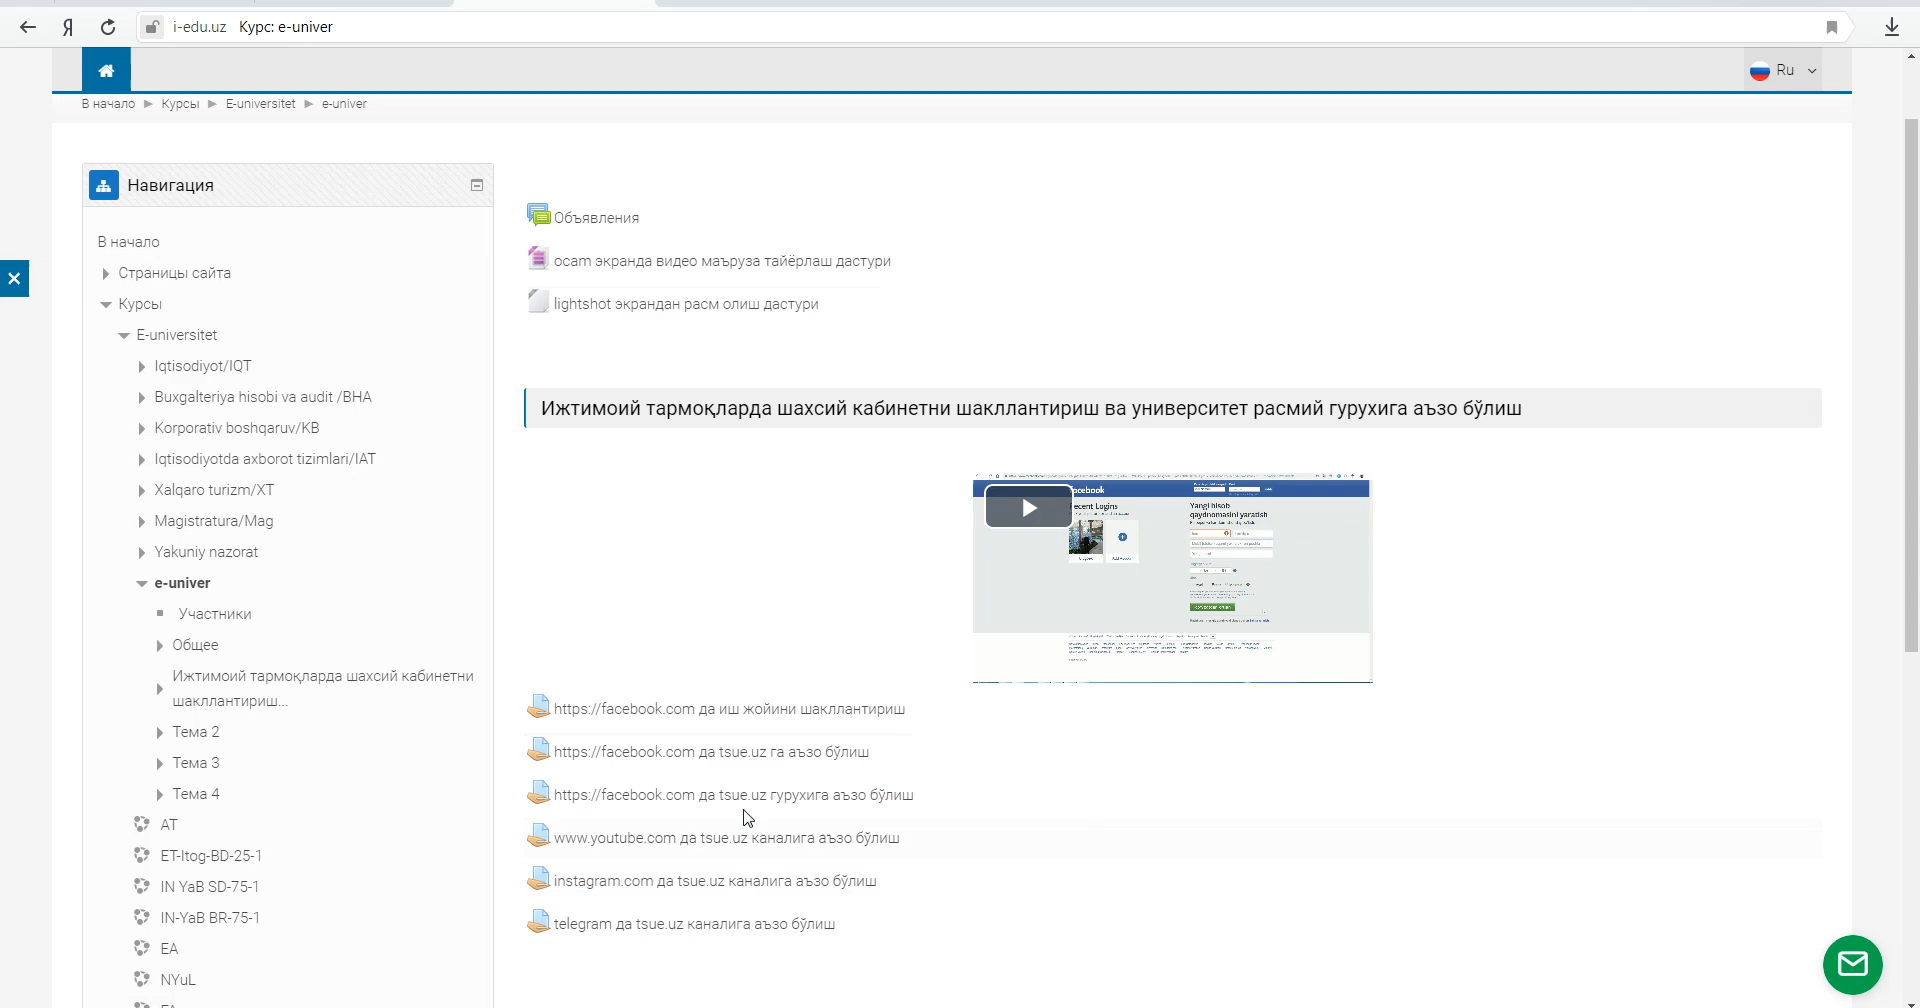 i-edu.uz Курс: e-univer
Ru
В начало ► Курсы ► E-universitet ► e-univer
Навигация
В начало
Страницы сайта
Курсы
E-universitet
Iqtisodiyot/IQT
Buxgalteriya hisobi va audit /BHA
Korporativ boshqaruv/KB
Iqtisodiyotda axborot tizimlari/IAT
Xalqaro turizm/XT
Magistratura/Mag
Yakuniy nazorat
e-univer
Участники
Общее
Ижтимоий тармоқларда шахсий кабинетни
шакллантириш...
Тема 2
Тема 3
Тема 4
AT
ET-Itog-BD-25-1
IN YaB SD-75-1
IN-YaB BR-75-1
EA
NYuL
Объявления
ocam экранда видео маъруза тайёрлаш дастури
lightshot экрандан расм олиш дастури
Ижтимоий тармоқларда шахсий кабинетни шакллантириш ва университет расмий гурухига аъзо бўлиш
Yangi hisob
qaydnomasini yaratish
https://facebook.com да иш жойини шакллантириш
https://facebook.com да tsue.uz га аъзо бўлиш
https://facebook.com да tsue.uz гурухига аъзо бўлиш
www.youtube.com да tsue.uz каналига аъзо бўлиш
instagram.com да tsue.uz каналига аъзо бўлиш
telegram да tsue.uz каналига аъзо бўлиш